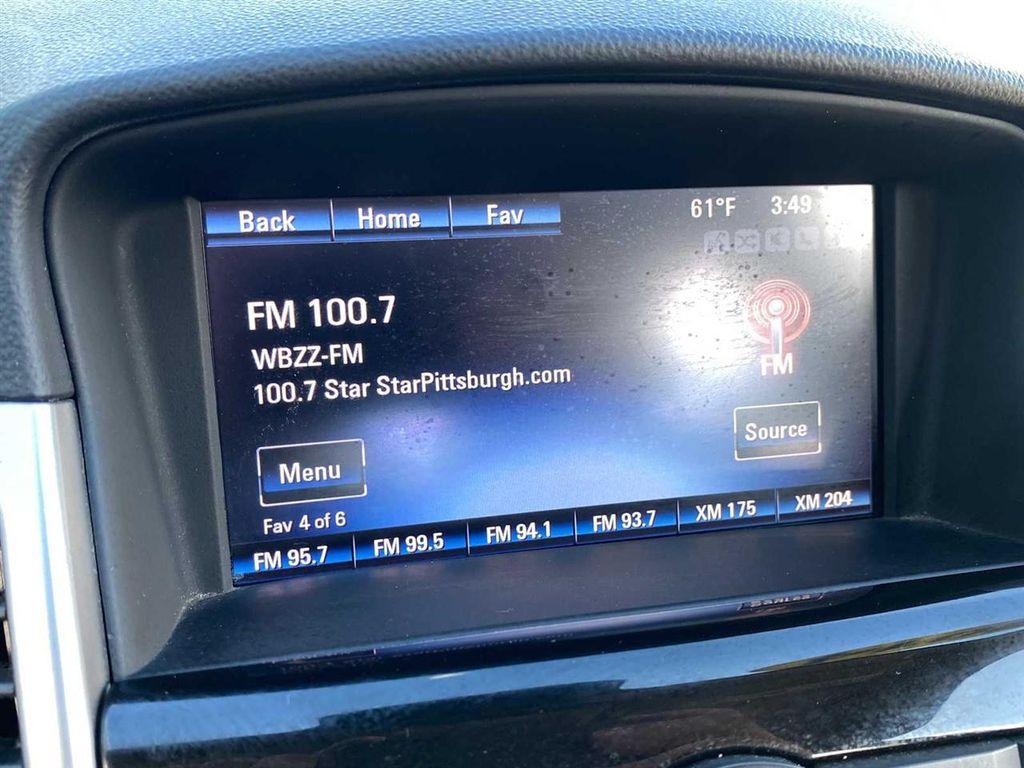 Back Home Fav 61°F 3:49
FM 100.7
WBZZ-FM
100.7 Star StarPittsburgh.com
FM
Menu Source
Fav 4 of 6
FM 95.7 FM 99.5 FM 94.1 FM 93.7 XM 175 XM 204